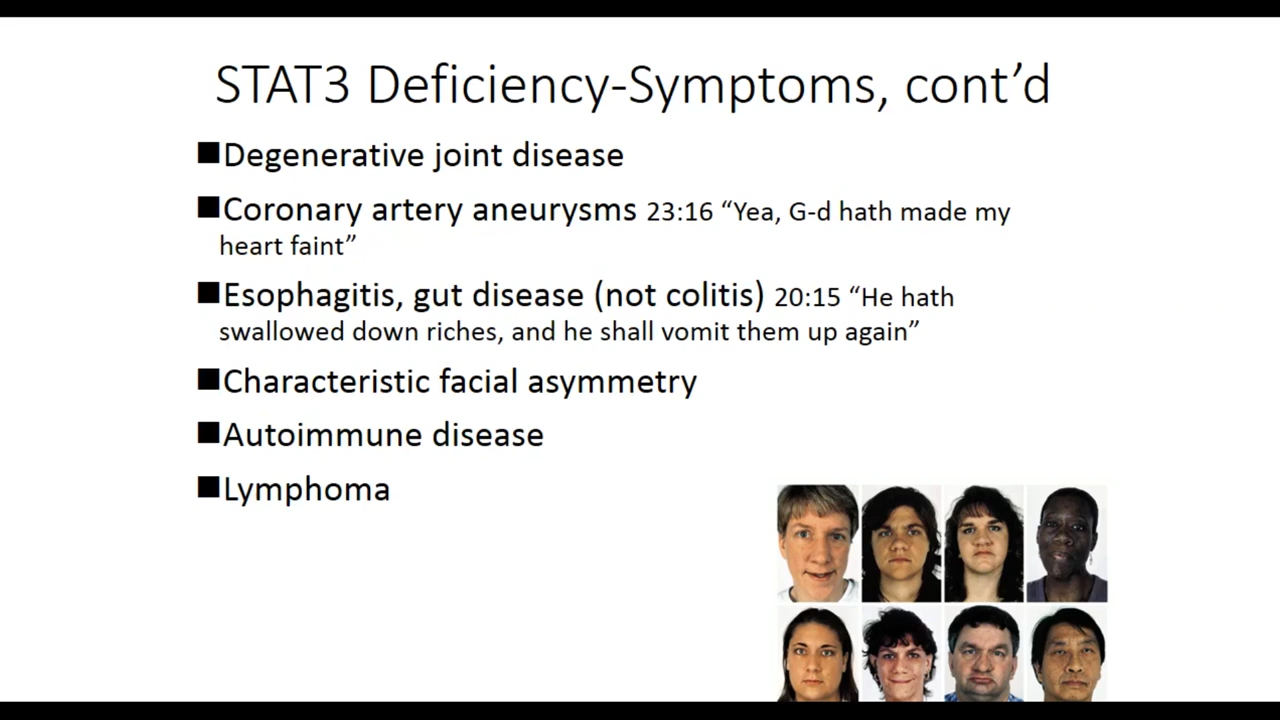 STAT3 Deficiency-Symptoms, cont’d
■Degenerative joint disease
■Coronary artery aneurysms 23:16 “Yea, G-d hath made my
heart faint”
■Esophagitis, gut disease (not colitis) 20:15 “He hath
swallowed down riches, and he shall vomit them up again”
■Characteristic facial asymmetry
■Autoimmune disease
■Lymphoma